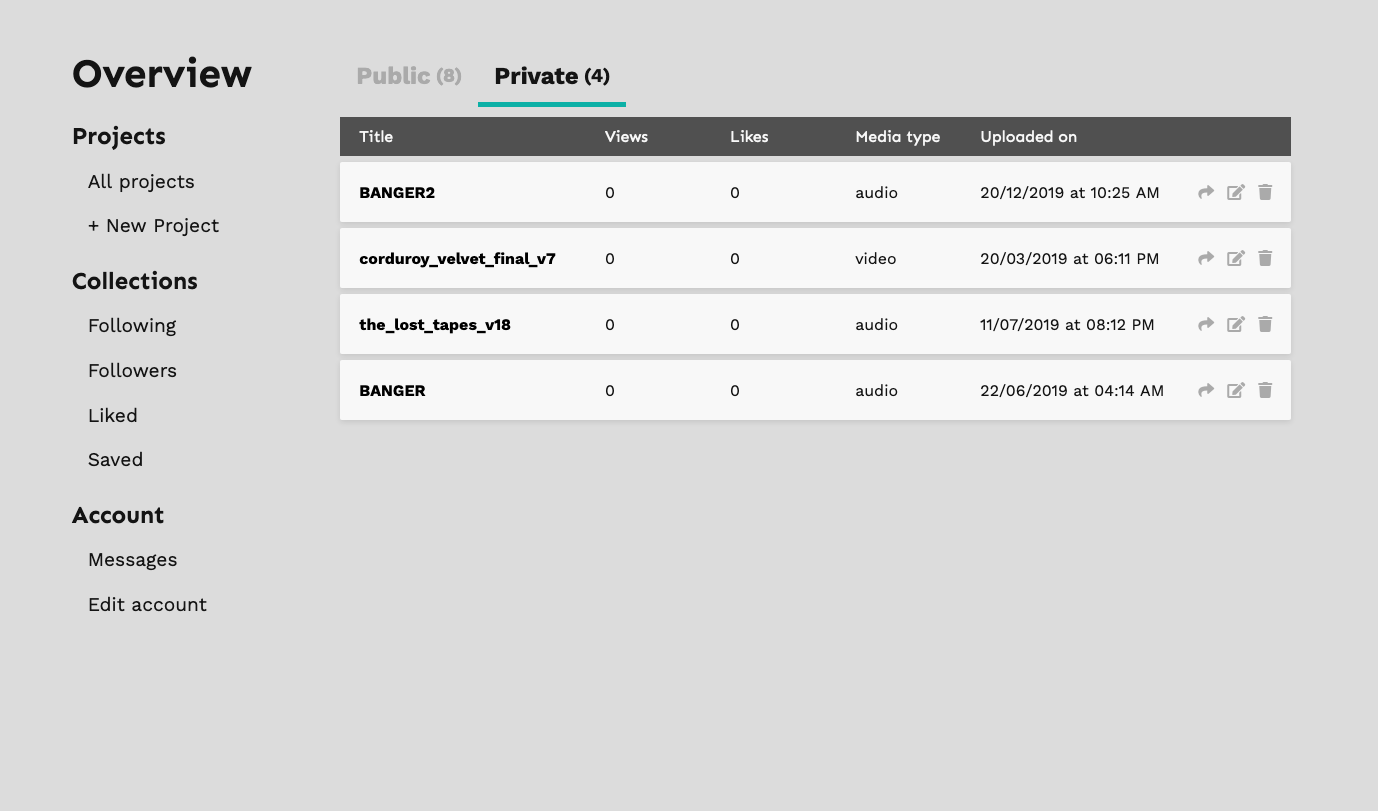 Overview
Projects
All projects
+ New Project
Collections
Following
Followers
Liked
Saved
Account
Messages
Edit account
Public (8) Private (4)
Title Views Likes Media type Uploaded on
BANGER2 0 0 audio 20/12/2019 at 10:25 AM
corduroy_velvet_final_v7 0 0 video 20/03/2019 at 06:11 PM
the_lost_tapes_v18 0 0 audio 11/07/2019 at 08:12 PM
BANGER 0 0 audio 22/06/2019 at 04:14 AM